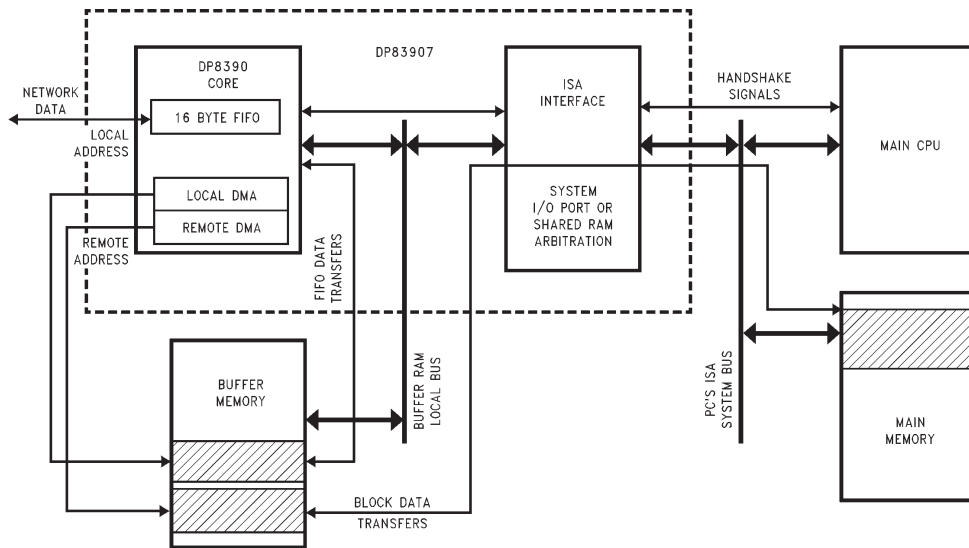 DP8390
CORE
DP83907
ISA
INTERFACE
HANDSHAKE
SIGNALS
NETWORK
DATA
16 BYTE FIFO
LOCAL
ADDRESS
MAIN CPU
LOCAL DMA
REMOTE DMA
REMOTE
ADDRESS
SYSTEM
I/O PORT OR
SHARED RAM
ARBITRATION
FIFO DATA
TRANSFERS
BUFFER
MEMORY
BUFFER RAM
LOCAL BUS
PC'S ISA
SYSTEM BUS
MAIN
MEMORY
BLOCK DATA
TRANSFERS